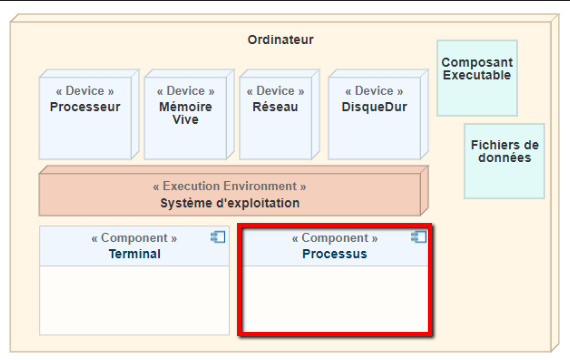 Ordinateur
Composant
Executable
« Device »
Processeur
« Device »
Mémoire
Vive
« Device »
Réseau
« Device »
DisqueDur
Fichiers de
données
« Execution Environment »
Système d'exploitation
« Component »
Terminal
« Component »
Processus